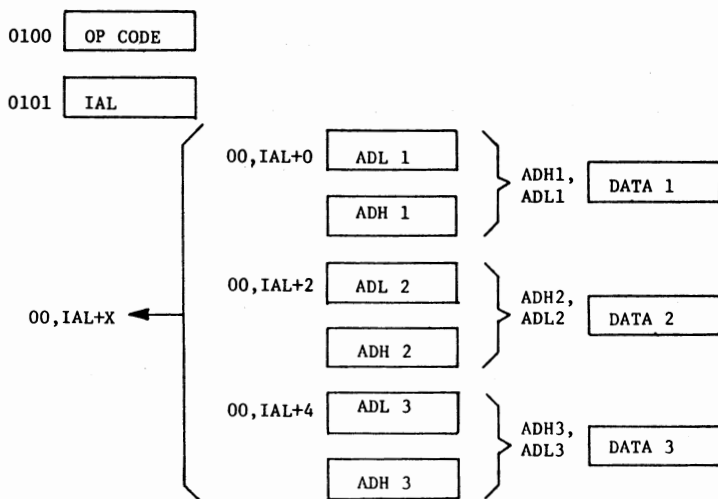 0100 OP CODE
0101 IAL
00,IAL+0 ADL 1
ADH 1
ADH1,
ADL1
DATA 1
00,IAL+2 ADL 2
ADH 2
ADH2,
ADL2
DATA 2
00,IAL+X
00,IAL+4 ADL 3
ADH 3
ADH3,
ADL3
DATA 3